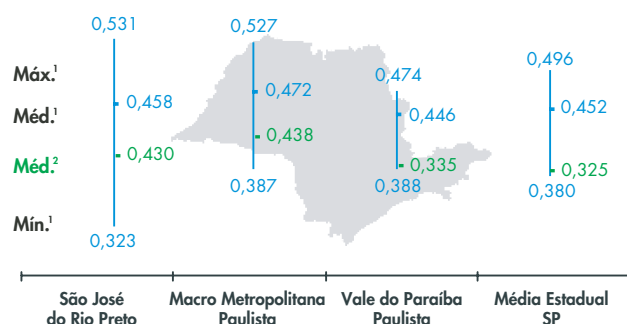 0,531
0,527
0,496
0,474
Máx.¹
0,458
0,472
0,446
0,452
Méd.¹
0,430
0,438
0,335
0,325
Méd.²
0,387
0,388
0,380
Mín.¹
0,323
São José
do Rio Preto
Macro Metropolitana
Paulista
Vale do Paraíba
Paulista
Média Estadual
SP